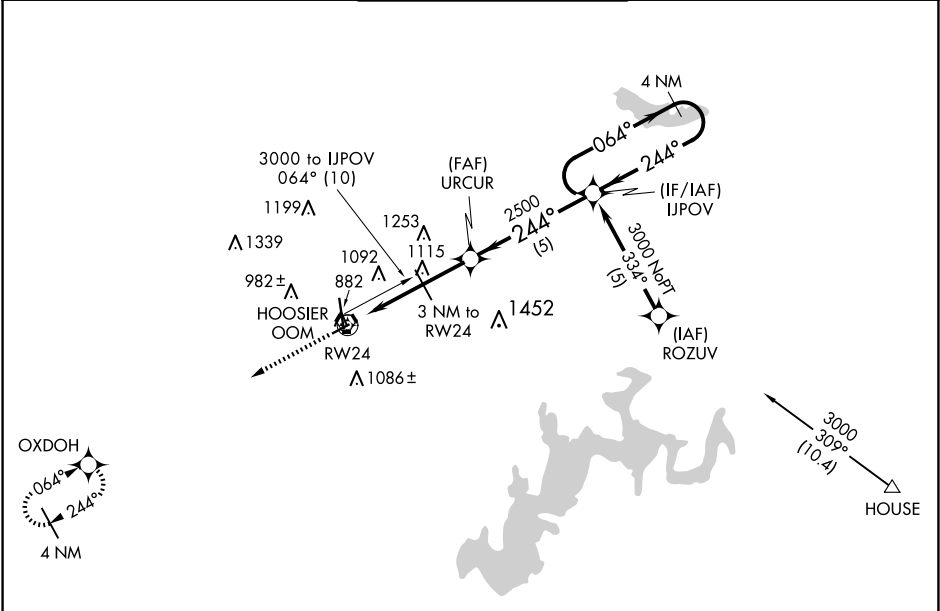 4 NM
064°
244°
3000 to IJPOV
064° (10)
(FAF)
URCUR
(IF/IAF)
IJPOV
2500
244°
(5)
1199
1253
1339
1092
1115
3000 NoPT
334°
(5)
982±
882
HOOSIER
OOM
3 NM to
RW24
1452
RW24
(IAF)
ROZUV
1086±
3000
309°
(10.4)
OXDOH
064°
244°
HOUSE
4 NM